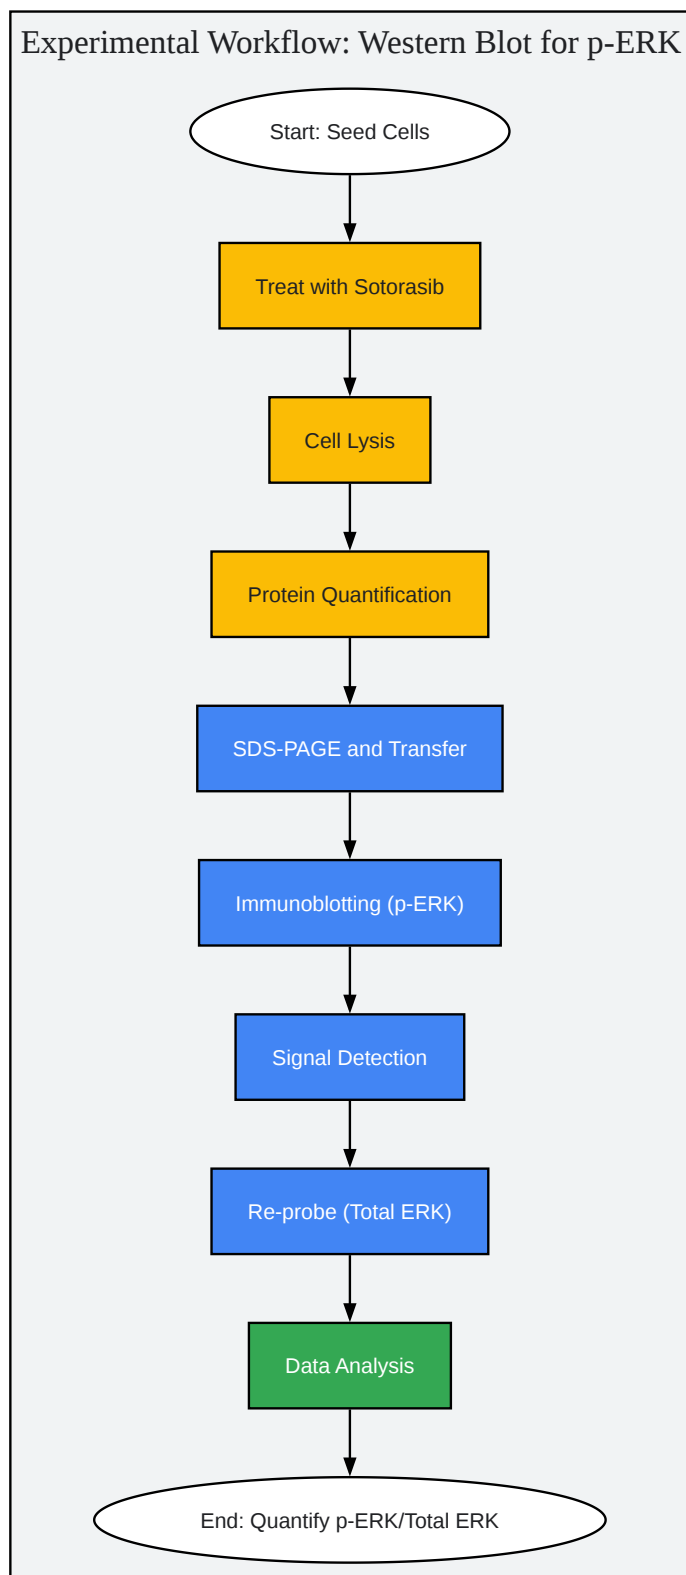 Experimental Workflow: Western Blot for p-ERK
Start: Seed Cells
Treat with Sotorasib
Cell Lysis
Protein Quantification
SDS-PAGE and Transfer
Immunoblotting (p-ERK)
Signal Detection
Re-probe (Total ERK)
Data Analysis
End: Quantify p-ERK/Total ERK